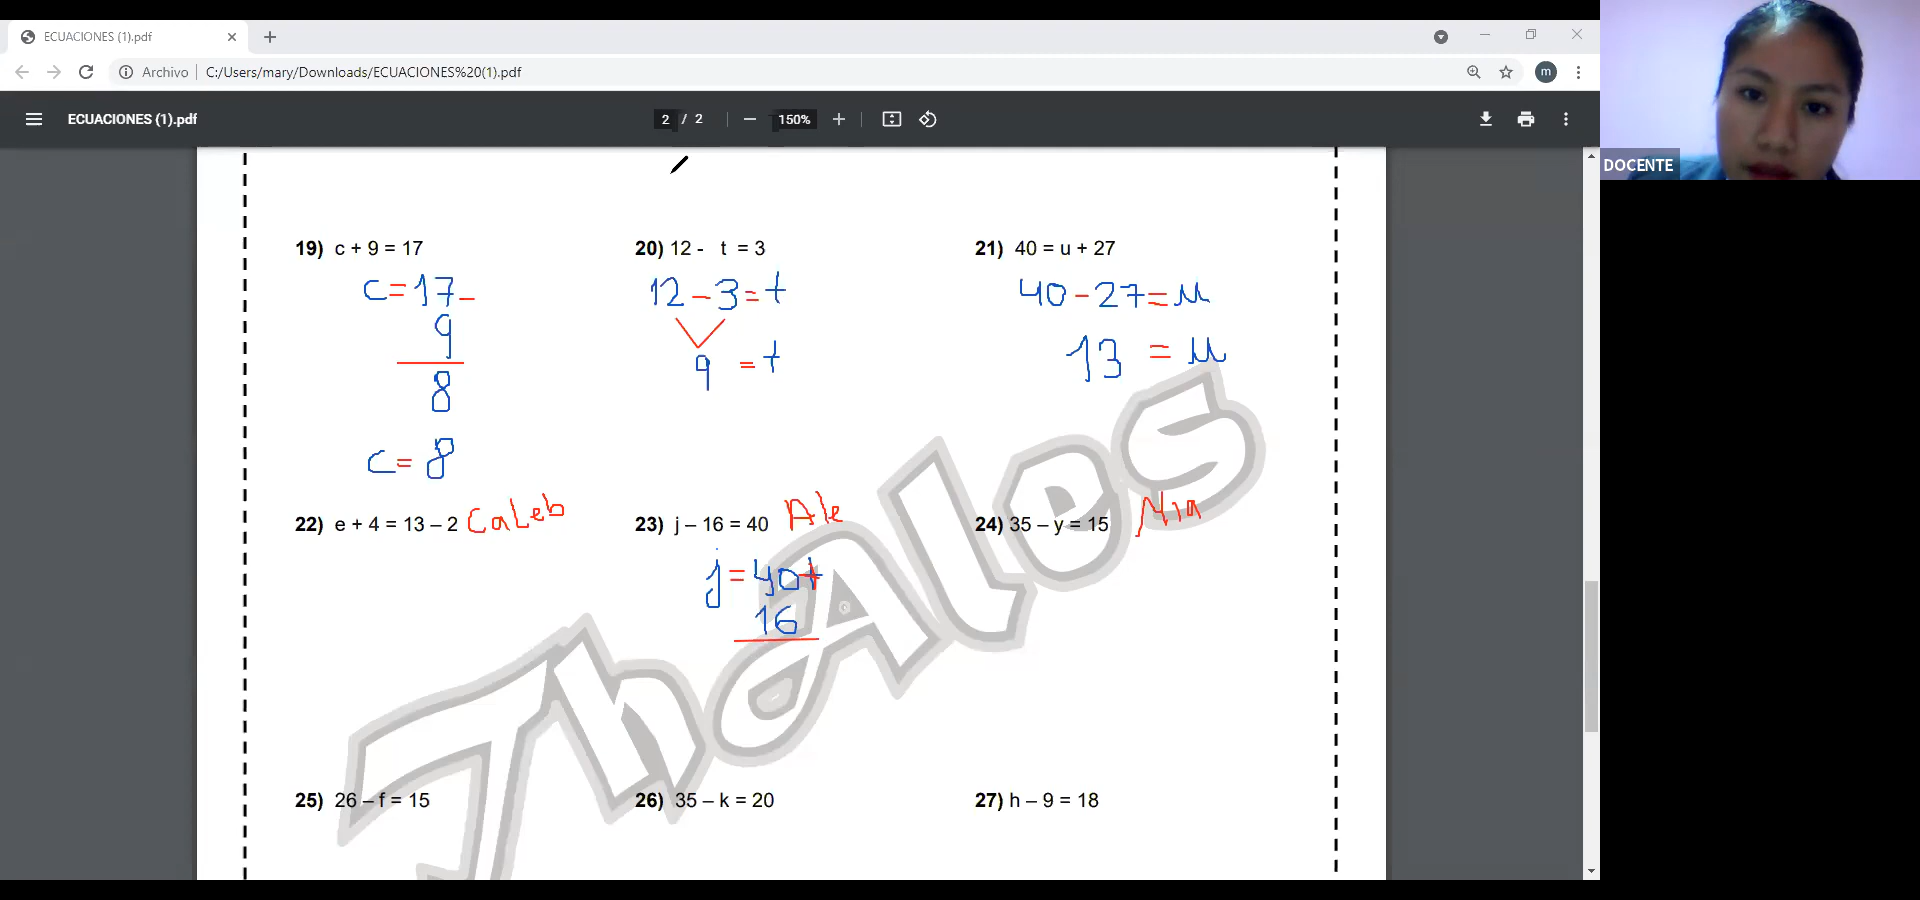 ECUACIONES (1).pdf
Archivo C:/Users/mary/Downloads/ECUACIONES%20(1).pdf
m
ECUACIONES (1).pdf
2 / 2
150%
DOCENTE
19) c + 9 = 17
c = 17 -
9
8
c = 8
20) 12 - t = 3
12 - 3 = t
9 = t
21) 40 = u + 27
40 - 27 = u
13 = u
22) e + 4 = 13 – 2 Caleb
23) j – 16 = 40 Ale
j = 40 +
16
24) 35 – y = 15 Nia
25) 26 – f = 15
26) 35 – k = 20
27) h – 9 = 18
Thalos